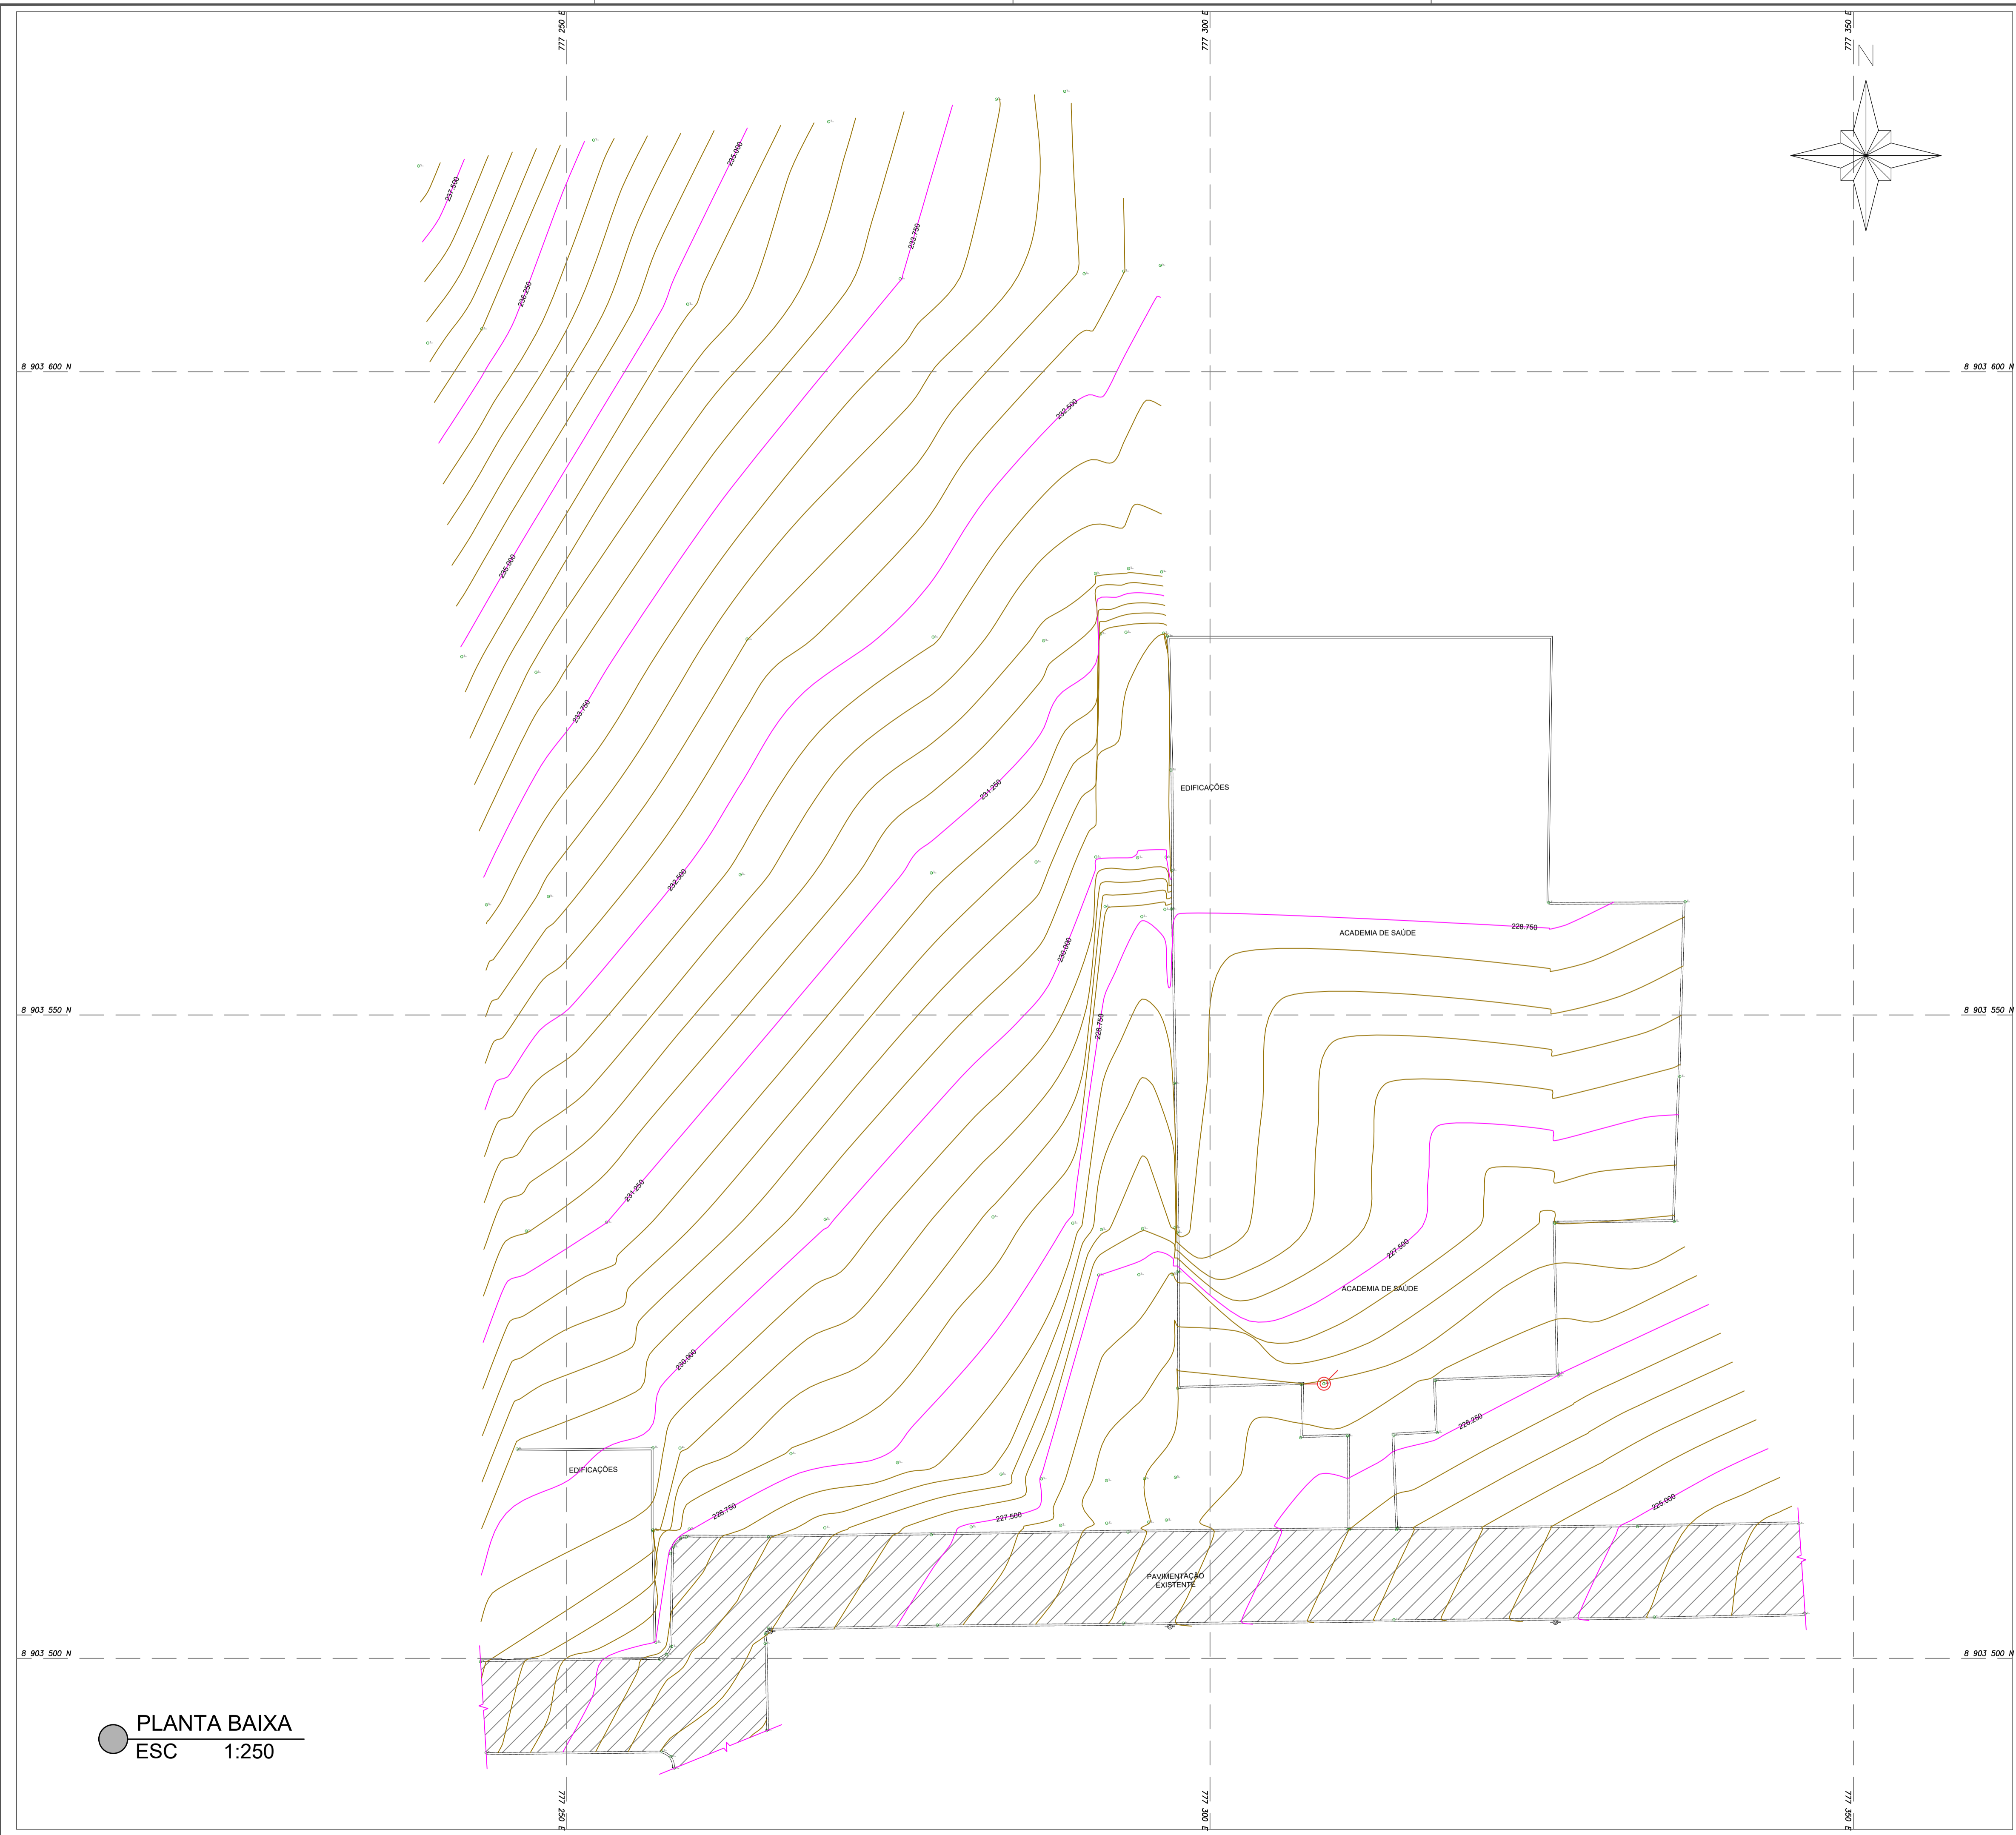 777 250 E
777 300 E
777 350 E
N
237.500
235.000
233.750
236.250
8 903 600 N
8 903 600 N
232.500
235.000
233.750
231.250
EDIFICAÇÕES
232.500
228.750
ACADEMIA DE SAÚDE
230.000
8 903 550 N
8 903 550 N
228.750
231.250
227.500
ACADEMIA DE SAÚDE
230.000
226.250
EDIFICAÇÕES
225.000
228.750
227.500
PAVIMENTAÇÃO
EXISTENTE
8 903 500 N
8 903 500 N
PLANTA BAIXA
ESC 1:250
777 250 E
777 300 E
777 350 E